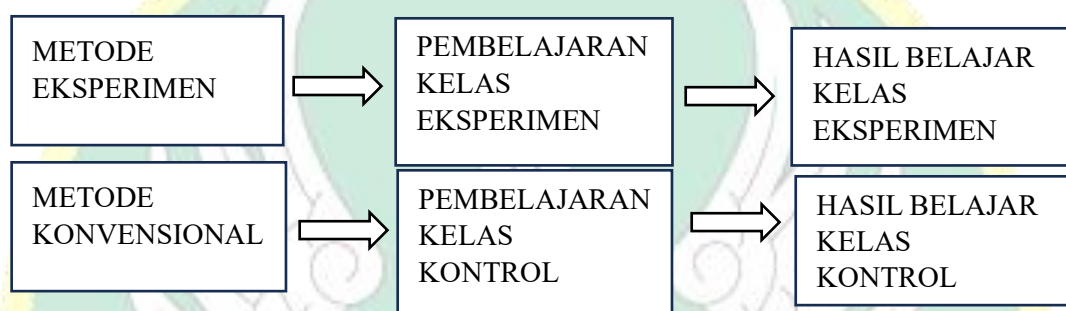 METODE
EKSPERIMEN
PEMBELAJARAN
KELAS
EKSPERIMEN
HASIL BELAJAR
KELAS
EKSPERIMEN
METODE
KONVENSIONAL
PEMBELAJARAN
KELAS
KONTROL
HASIL BELAJAR
KELAS
KONTROL